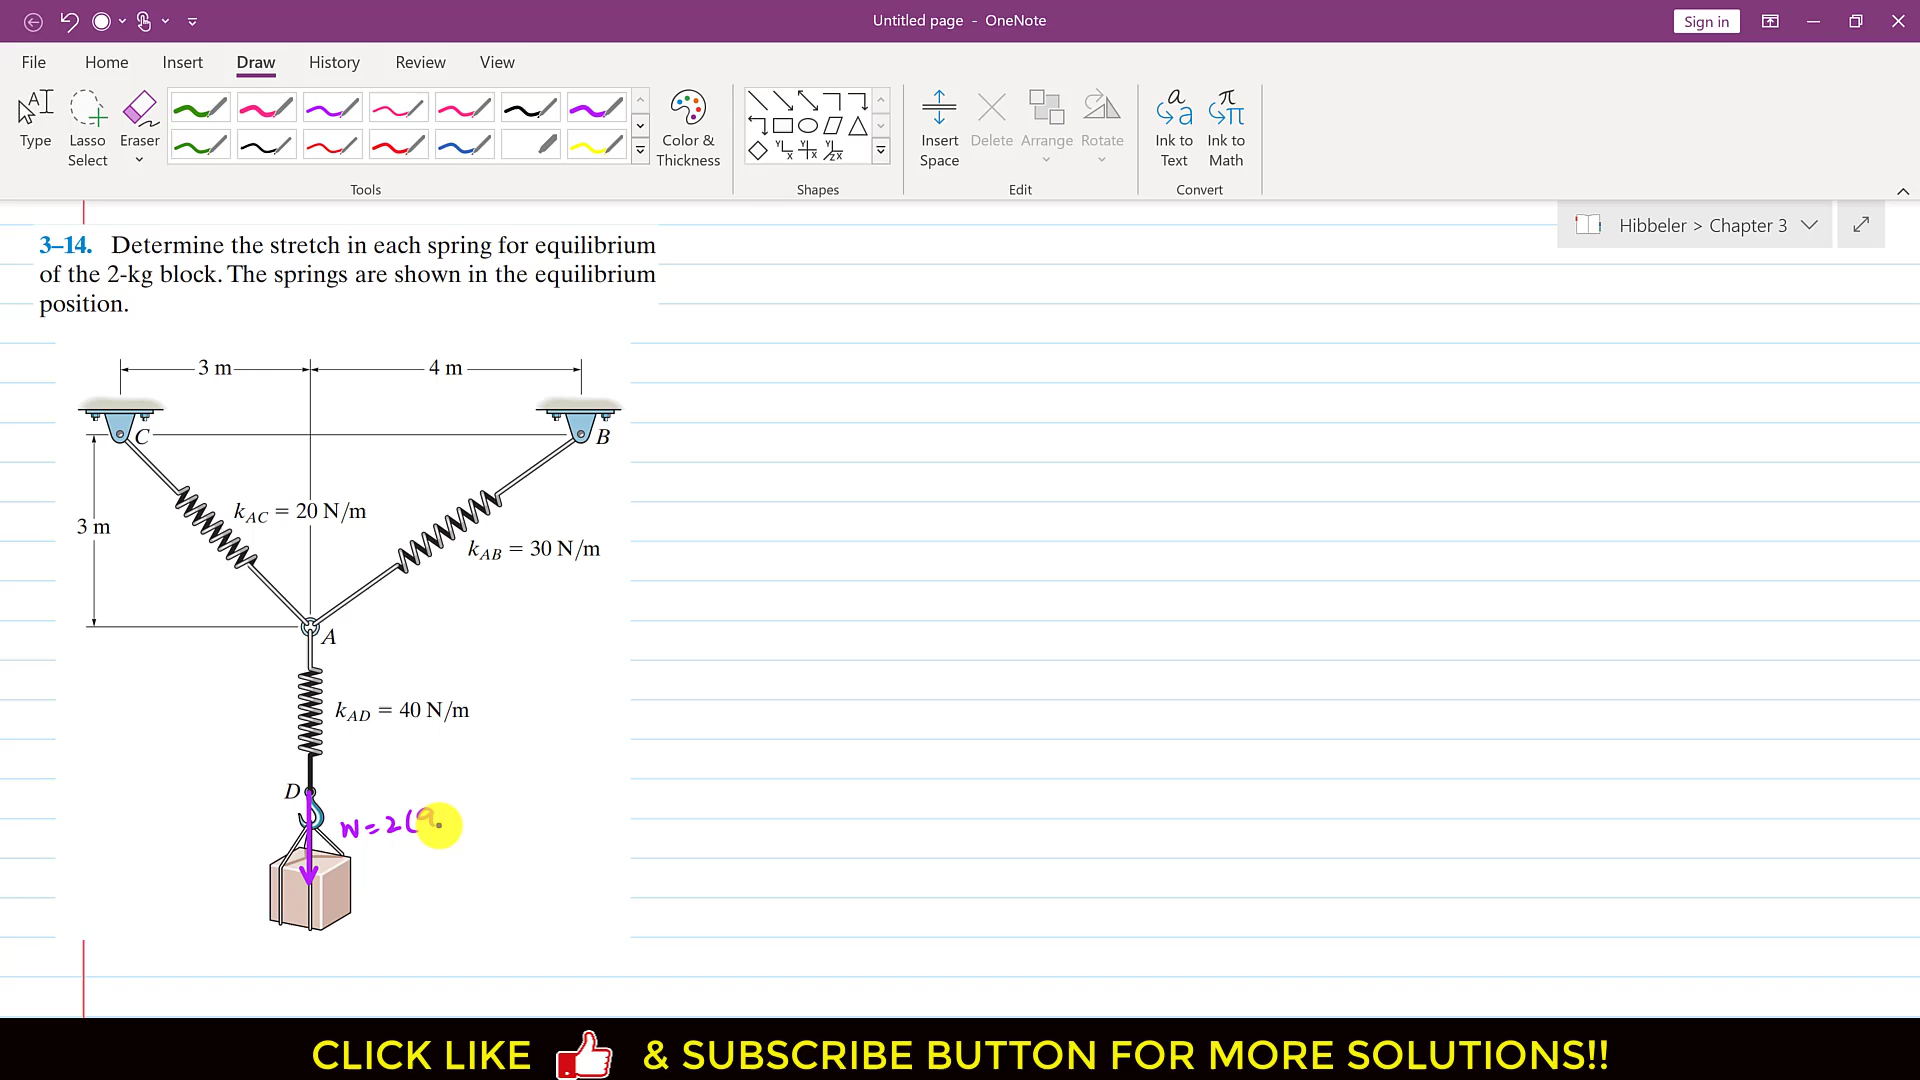 Untitled page - OneNote
Sign in
File Home Insert Draw History Review View
Type
Lasso Select
Eraser
Color & Thickness
Insert Space
Delete
Arrange
Rotate
Ink to Text
Ink to Math
Tools
Shapes
Edit
Convert
Hibbeler > Chapter 3
3–14. Determine the stretch in each spring for equilibrium
of the 2-kg block. The springs are shown in the equilibrium
position.
3 m
4 m
C
B
k_AC = 20 N/m
3 m
k_AB = 30 N/m
A
k_AD = 40 N/m
D
W = 2(9.
CLICK LIKE & SUBSCRIBE BUTTON FOR MORE SOLUTIONS!!